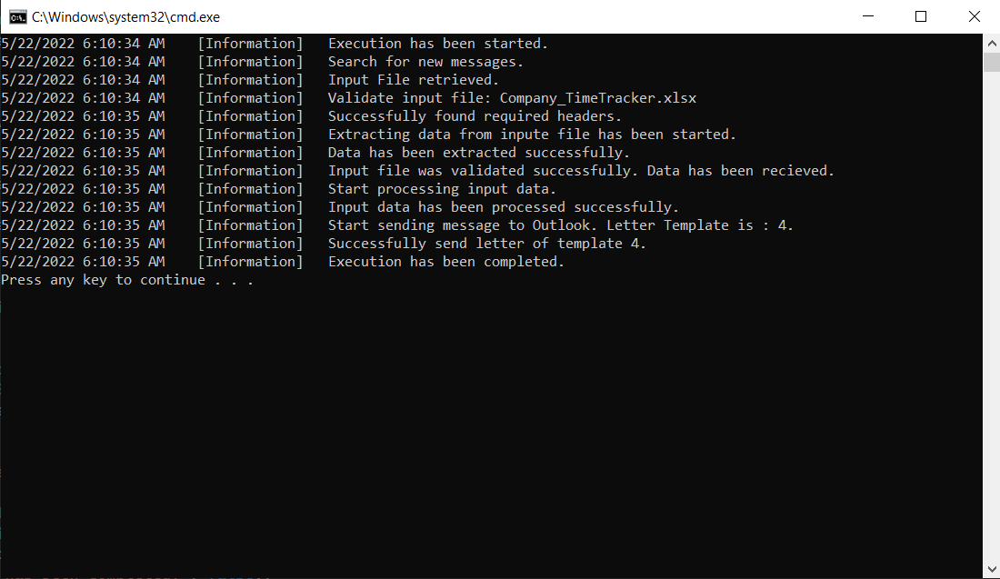 C:\Windows\system32\cmd.exe
5/22/2022 6:10:34 AM    [Information]   Execution has been started.
5/22/2022 6:10:34 AM    [Information]   Search for new messages.
5/22/2022 6:10:34 AM    [Information]   Input File retrieved.
5/22/2022 6:10:34 AM    [Information]   Validate input file: Company_TimeTracker.xlsx
5/22/2022 6:10:35 AM    [Information]   Successfully found required headers.
5/22/2022 6:10:35 AM    [Information]   Extracting data from inpute file has been started.
5/22/2022 6:10:35 AM    [Information]   Data has been extracted successfully.
5/22/2022 6:10:35 AM    [Information]   Input file was validated successfully. Data has been recieved.
5/22/2022 6:10:35 AM    [Information]   Start processing input data.
5/22/2022 6:10:35 AM    [Information]   Input data has been processed successfully.
5/22/2022 6:10:35 AM    [Information]   Start sending message to Outlook. Letter Template is : 4.
5/22/2022 6:10:35 AM    [Information]   Successfully send letter of template 4.
5/22/2022 6:10:35 AM    [Information]   Execution has been completed.
Press any key to continue . . .